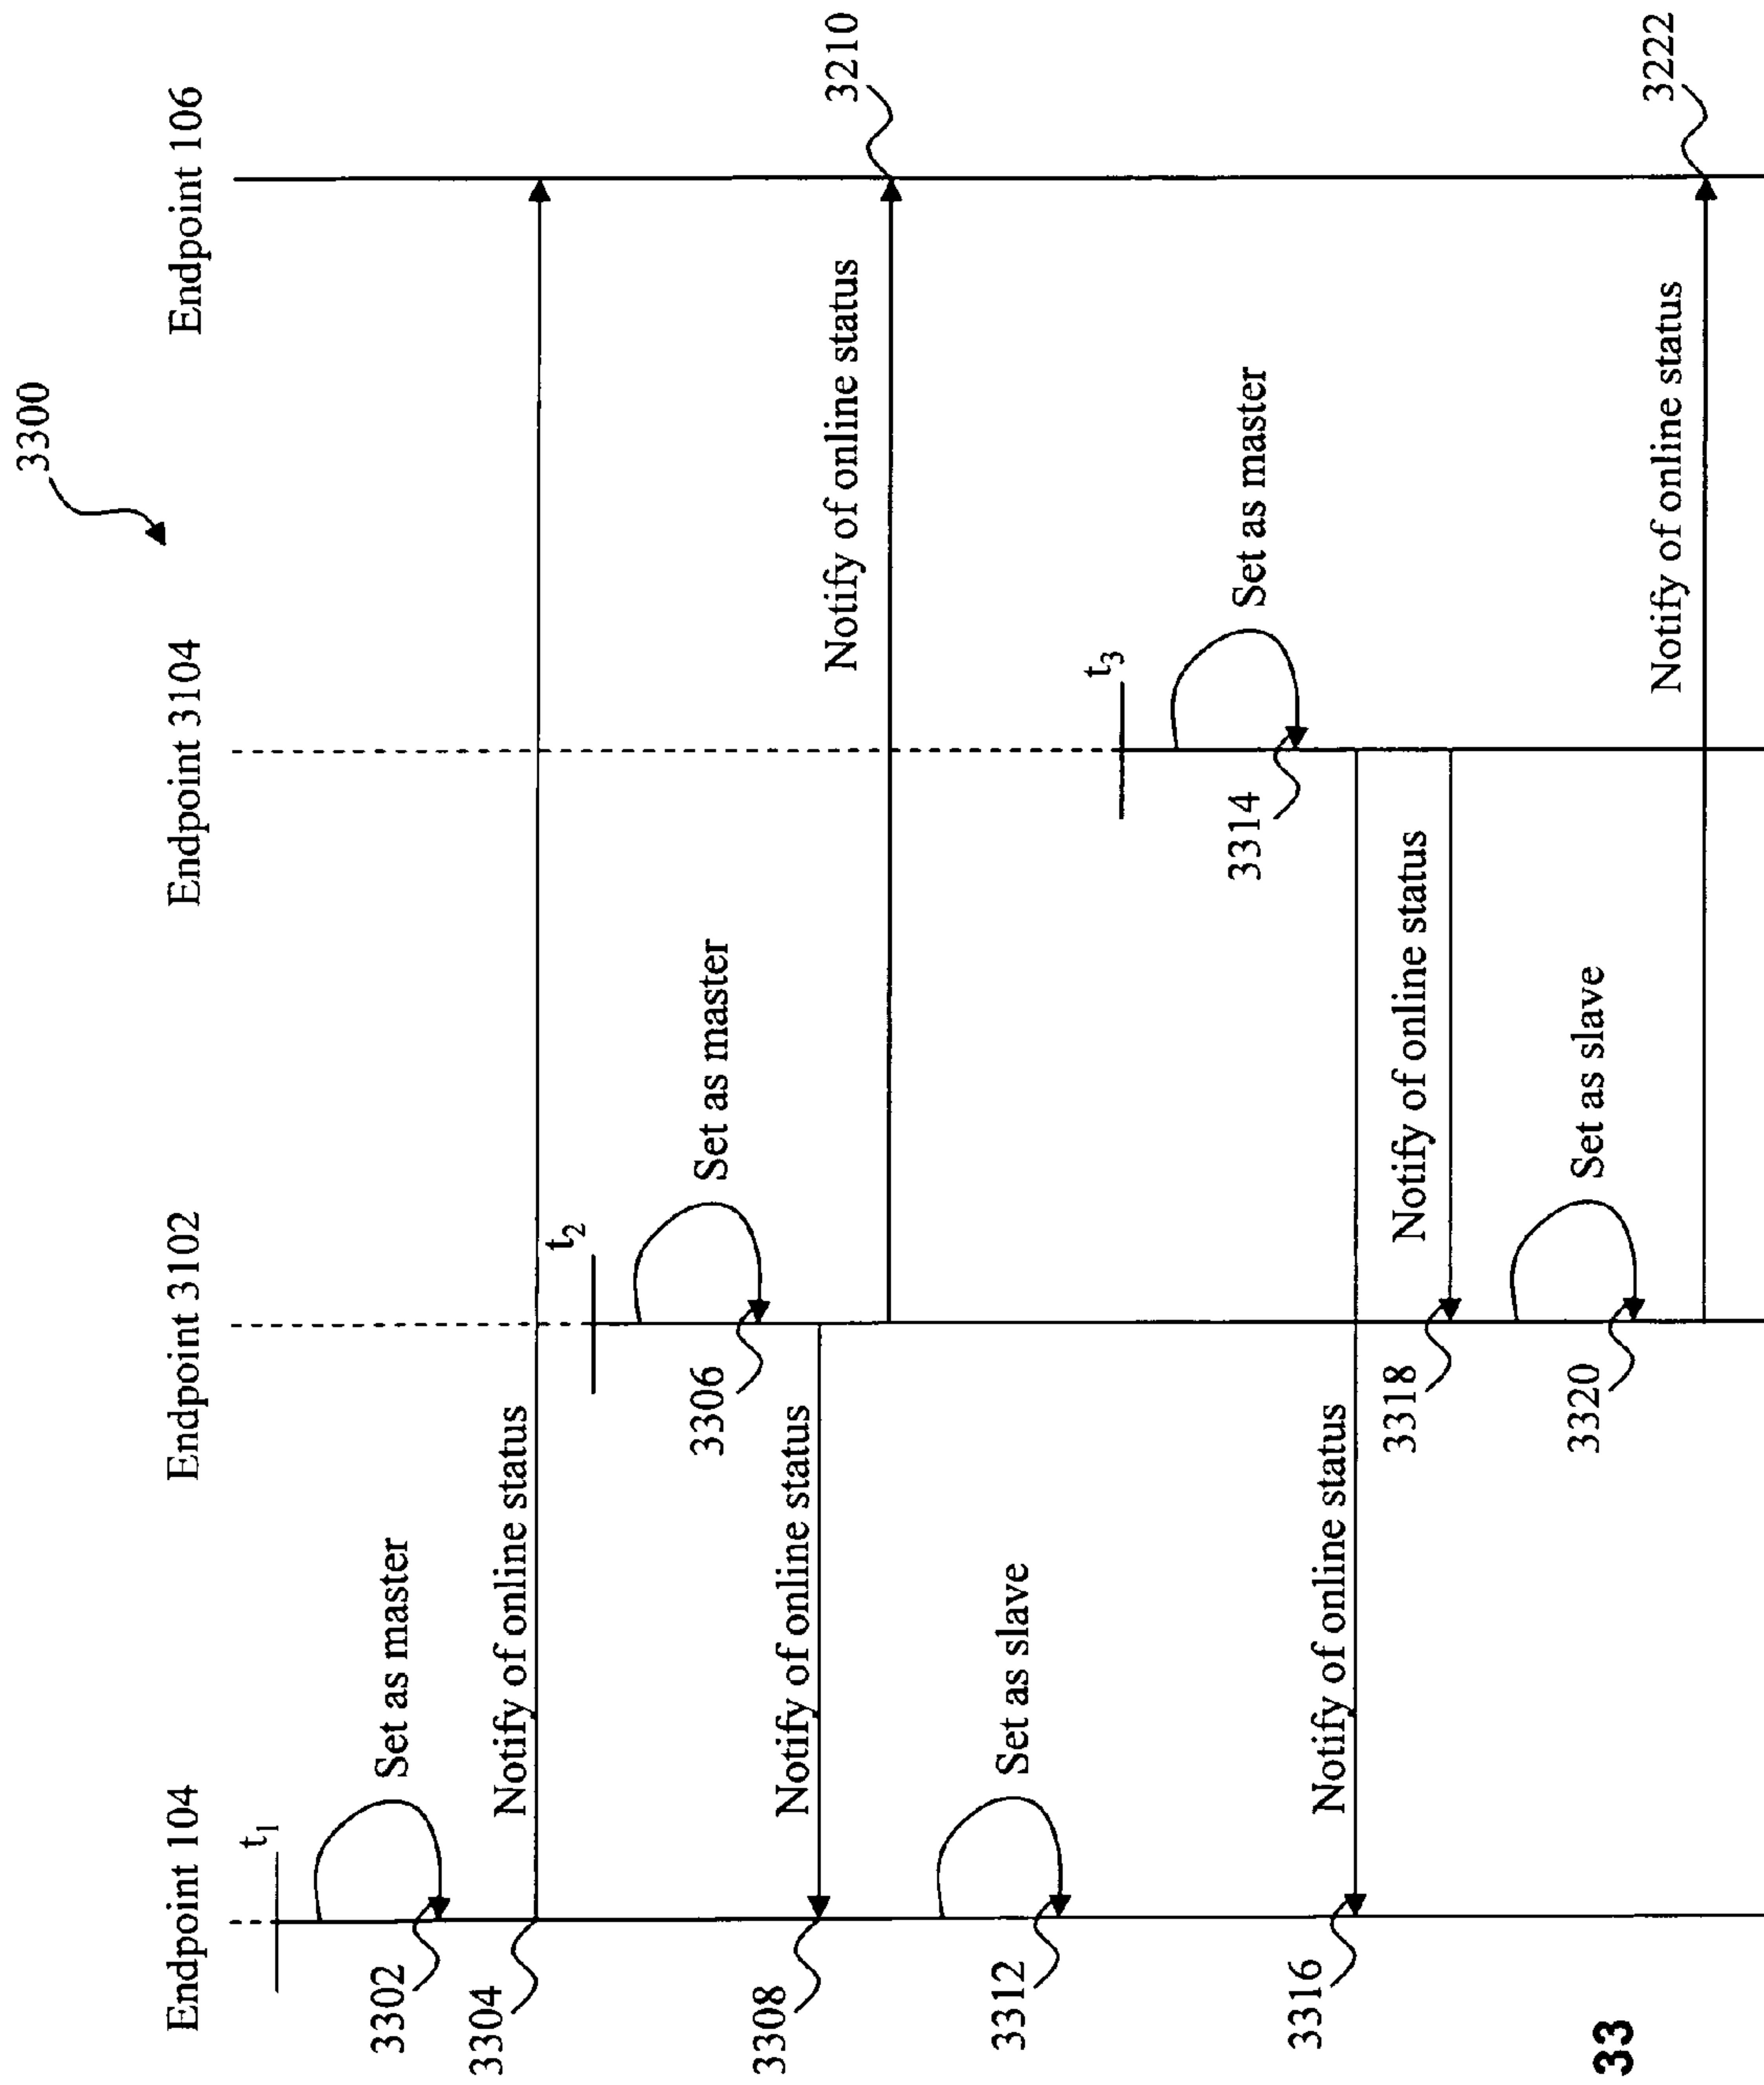 3300
Endpoint 104
Endpoint 3102
Endpoint 3104
Endpoint 106
t1
Set as master
3302
Notify of online status
3304
t2
Set as master
3306
Notify of online status
3308
Notify of online status
3210
Set as slave
3312
t3
Set as master
3314
Notify of online status
3316
Notify of online status
3318
Set as slave
3320
Notify of online status
3222
33